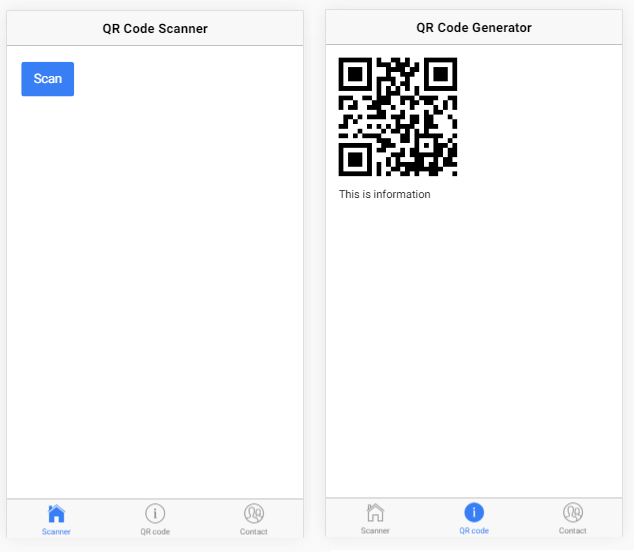 QR Code Scanner
Scan
Scanner
QR code
Contact
QR Code Generator
This is information
Scanner
QR code
Contact